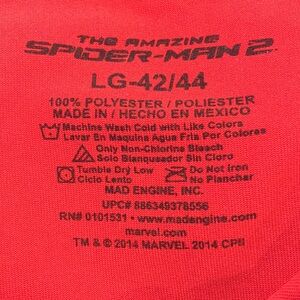 THE AMAZING
SPIDER-MAN 2
LG-42/44
100% POLYESTER / POLIESTER
MADE IN / HECHO EN MEXICO
Machine Wash Cold with Like Colors
Lavar En Maquina Agua Fria Por Colores
Only Non-Chlorine Bleach
Solo Blanqueador Sin Cloro
Tumble Dry Low Do Not iron
Ciclo Lento No Planchar
MAD ENGINE, INC.
UPC# 886349378556
RN# 0101531 • www.madengine.com
marvel.com
TM & © 2014 MARVEL 2014 CPII